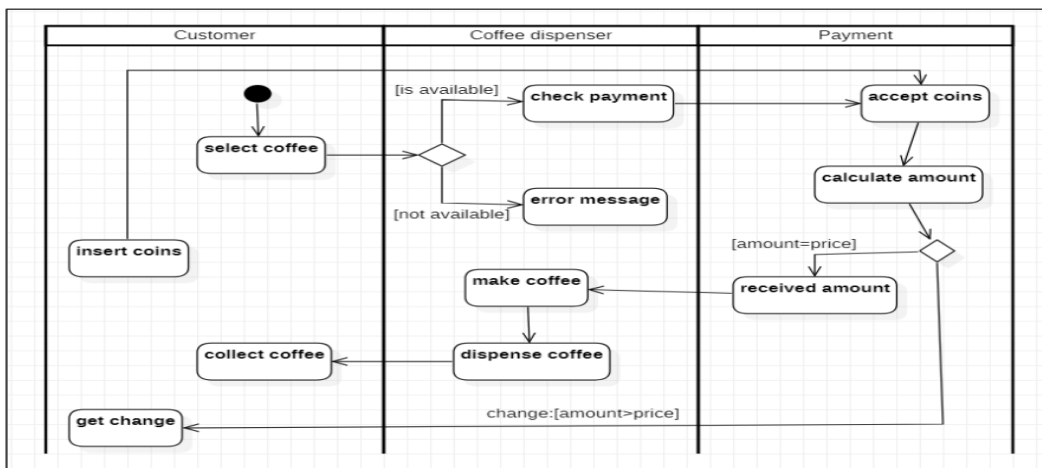 Customer
Coffee dispenser
Payment
[is available]
check payment
accept coins
select coffee
calculate amount
[not available]
error message
insert coins
[amount=price]
make coffee
received amount
collect coffee
dispense coffee
change:[amount>price]
get change